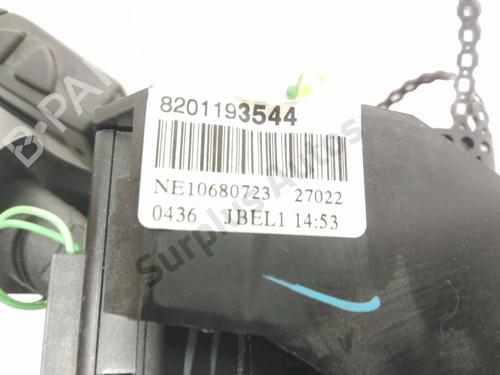 8201193544
NE10680723 27022
0436 JBEL1 14:53
B-PARTS
Surplus Autos